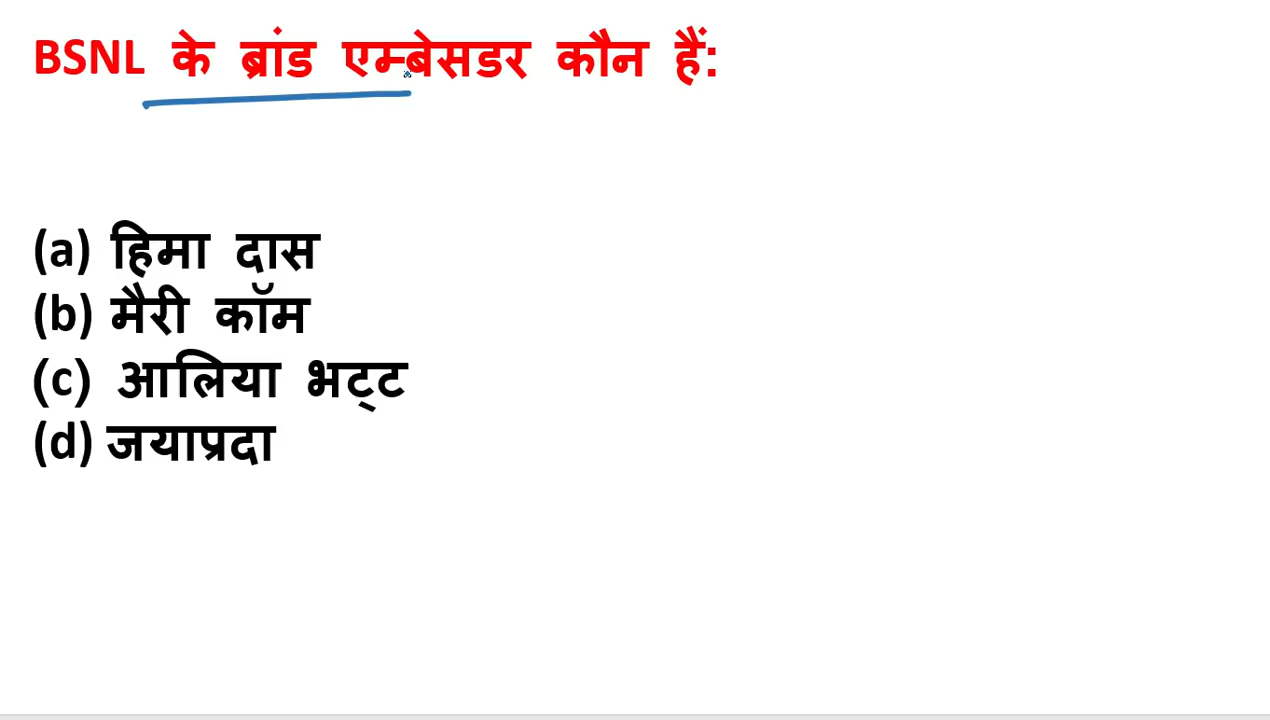 BSNL के ब्रांड एम्बेसडर कौन हैं:
(a) हिमा दास
(b) मैरी कॉम
(c) आलिया भट्ट
(d) जयाप्रदा